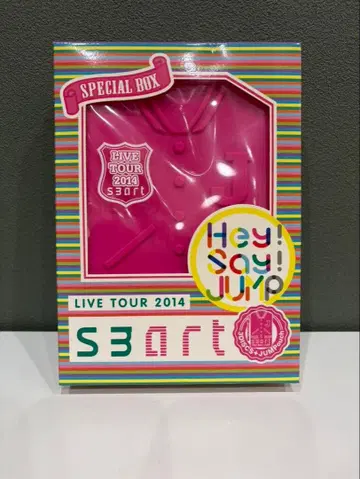 SPECIAL BOX
LIVE
TOUR
2014
s3art
Hey!
Say!
JUMP
LIVE TOUR 2014
s3art